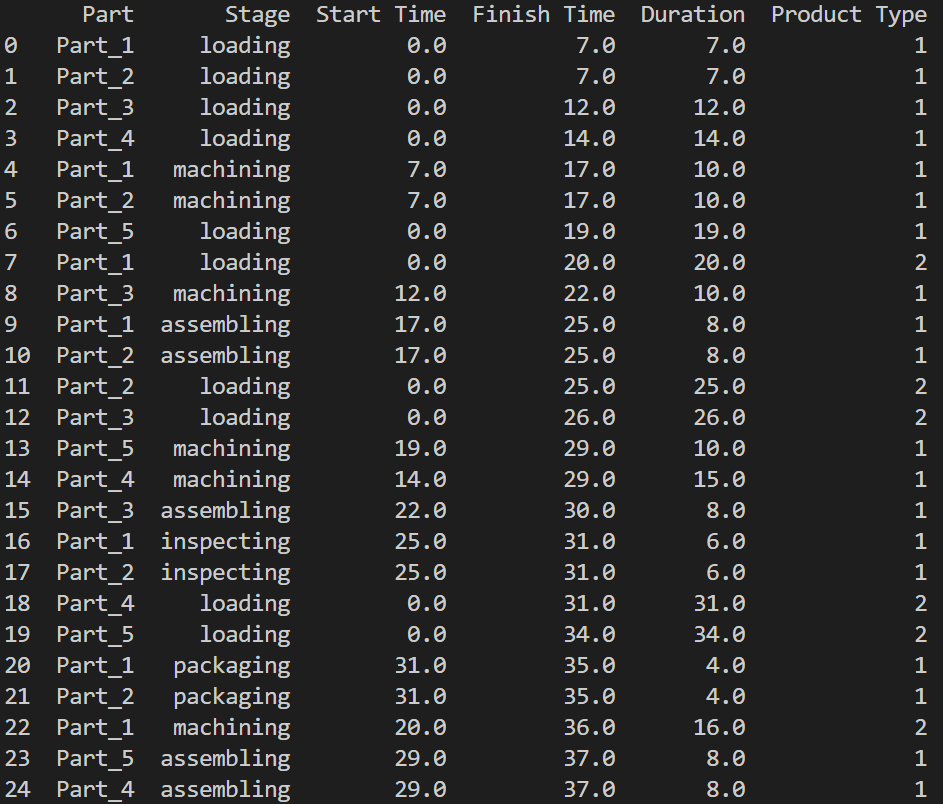 Part Stage Start Time Finish Time Duration Product Type
0 Part_1 loading 0.0 7.0 7.0 1
1 Part_2 loading 0.0 7.0 7.0 1
2 Part_3 loading 0.0 12.0 12.0 1
3 Part_4 loading 0.0 14.0 14.0 1
4 Part_1 machining 7.0 17.0 10.0 1
5 Part_2 machining 7.0 17.0 10.0 1
6 Part_5 loading 0.0 19.0 19.0 1
7 Part_1 loading 0.0 20.0 20.0 2
8 Part_3 machining 12.0 22.0 10.0 1
9 Part_1 assembling 17.0 25.0 8.0 1
10 Part_2 assembling 17.0 25.0 8.0 1
11 Part_2 loading 0.0 25.0 25.0 2
12 Part_3 loading 0.0 26.0 26.0 2
13 Part_5 machining 19.0 29.0 10.0 1
14 Part_4 machining 14.0 29.0 15.0 1
15 Part_3 assembling 22.0 30.0 8.0 1
16 Part_1 inspecting 25.0 31.0 6.0 1
17 Part_2 inspecting 25.0 31.0 6.0 1
18 Part_4 loading 0.0 31.0 31.0 2
19 Part_5 loading 0.0 34.0 34.0 2
20 Part_1 packaging 31.0 35.0 4.0 1
21 Part_2 packaging 31.0 35.0 4.0 1
22 Part_1 machining 20.0 36.0 16.0 2
23 Part_5 assembling 29.0 37.0 8.0 1
24 Part_4 assembling 29.0 37.0 8.0 1